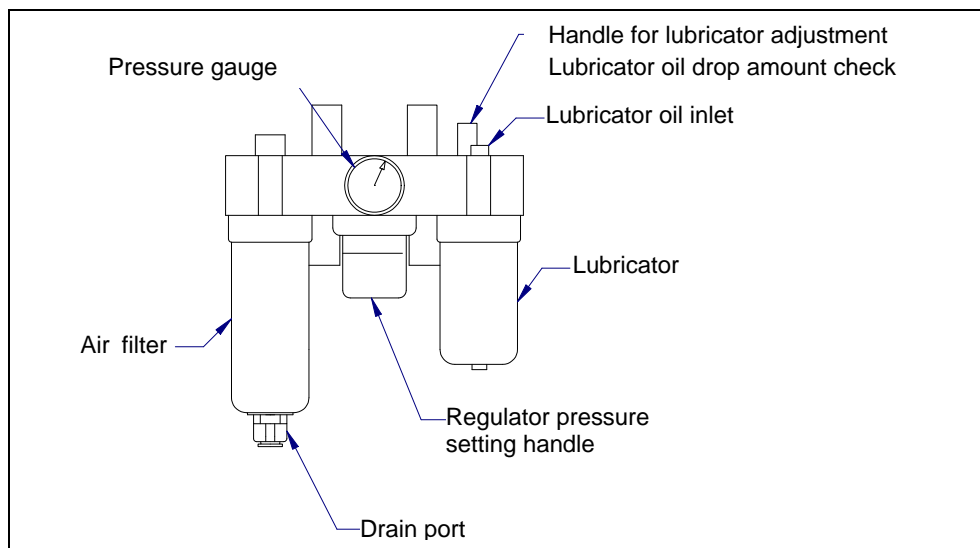 Handle for lubricator adjustment
Lubricator oil drop amount check
Pressure gauge
Lubricator oil inlet
Lubricator
Air filter
Regulator pressure
setting handle
Drain port